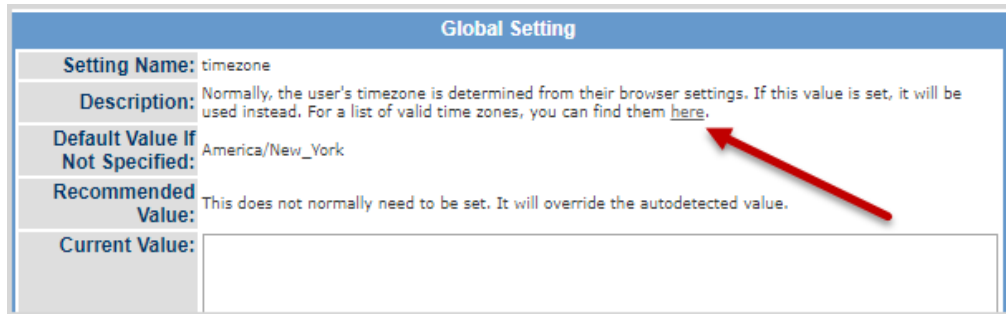 Global Setting
Setting Name: timezone
Description: Normally, the user's timezone is determined from their browser settings. If this value is set, it will be
used instead. For a list of valid time zones, you can find them here.
Default Value If
Not Specified: America/New_York
Recommended
Value: This does not normally need to be set. It will override the autodetected value.
Current Value: